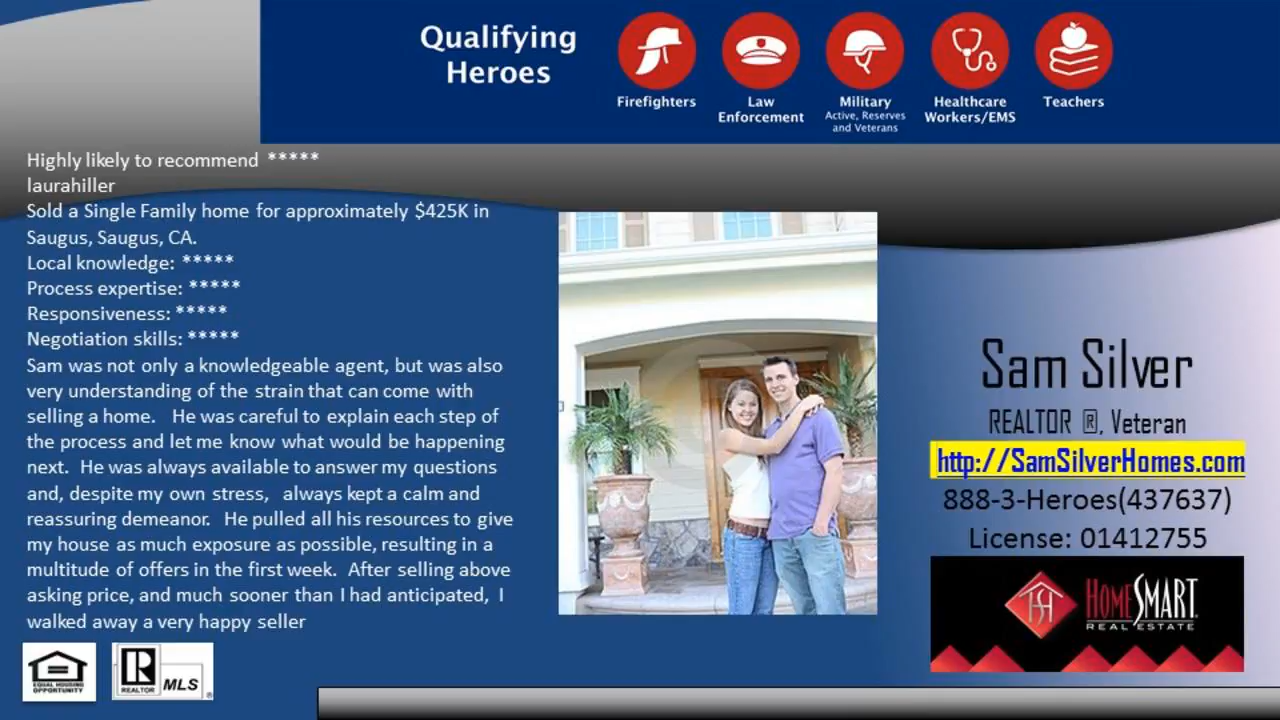 Qualifying
Heroes
Firefighters
Law
Enforcement
Military
Active, Reserves
and Veterans
Healthcare
Workers/EMS
Teachers
Highly likely to recommend *****
laurahiller
Sold a Single Family home for approximately $425K in
Saugus, Saugus, CA.
Local knowledge: *****
Process expertise: *****
Responsiveness: *****
Negotiation skills: *****
Sam was not only a knowledgeable agent, but was also
very understanding of the strain that can come with
selling a home. He was careful to explain each step of
the process and let me know what would be happening
next. He was always available to answer my questions
and, despite my own stress, always kept a calm and
reassuring demeanor. He pulled all his resources to give
my house as much exposure as possible, resulting in a
multitude of offers in the first week. After selling above
asking price, and much sooner than I had anticipated, I
walked away a very happy seller
Sam Silver
REALTOR ®, Veteran
http://SamSilverHomes.com
888-3-Heroes(437637)
License: 01412755
HOMESMART
REAL ESTATE
EQUAL HOUSING
OPPORTUNITY
R
REALTOR
MLS
®